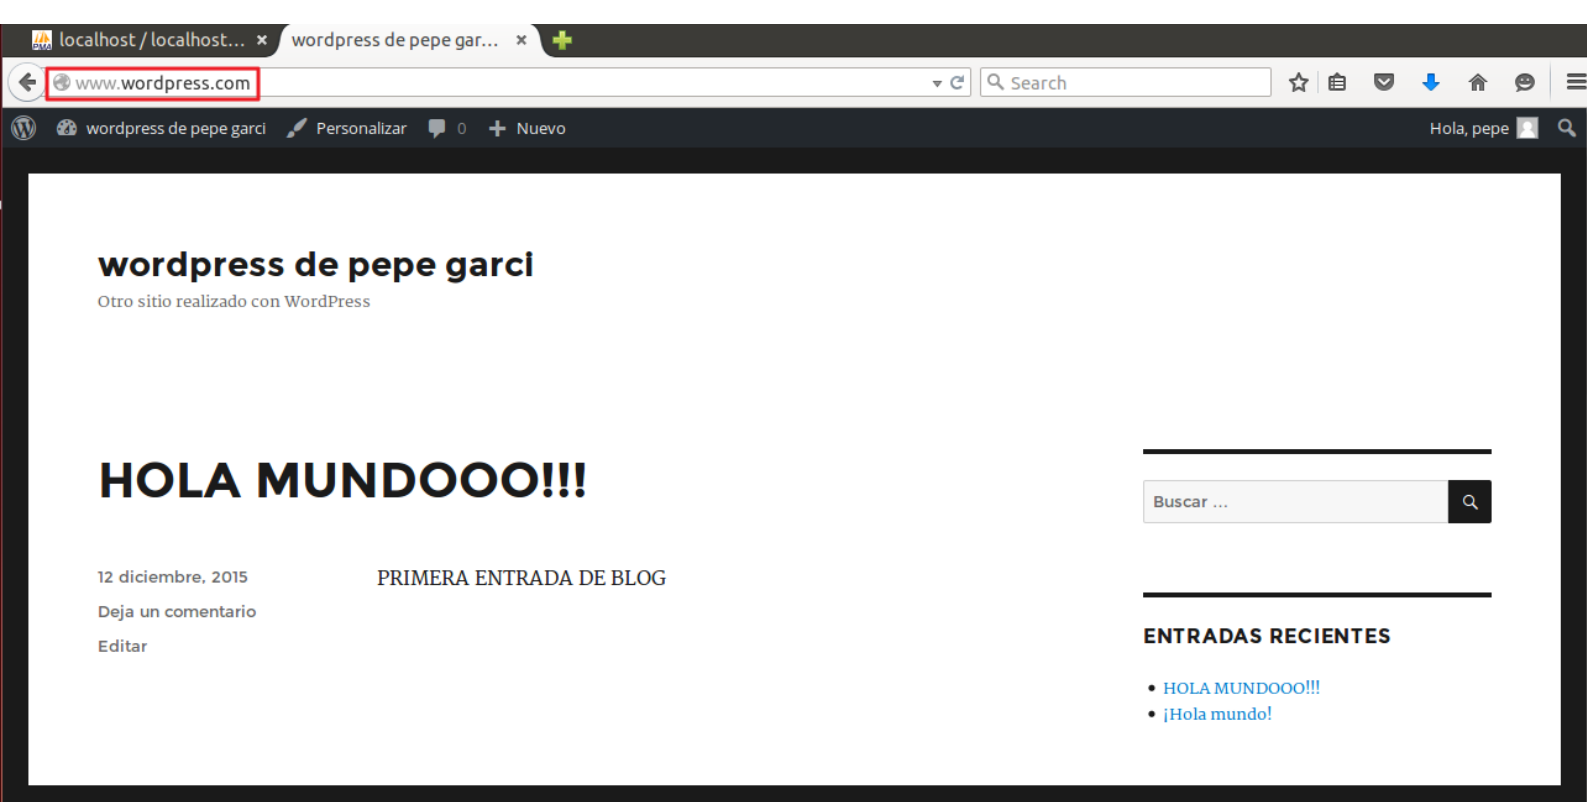 localhost / localhost... × wordpress de pepe gar... ×
www.wordpress.com Search
wordpress de pepe garci Personalizar 0 + Nuevo Hola, pepe
wordpress de pepe garci
Otro sitio realizado con WordPress
HOLA MUNDOOO!!!
Buscar ...
12 diciembre, 2015 PRIMERA ENTRADA DE BLOG
Deja un comentario
Editar
ENTRADAS RECIENTES
HOLA MUNDOOO!!!
¡Hola mundo!